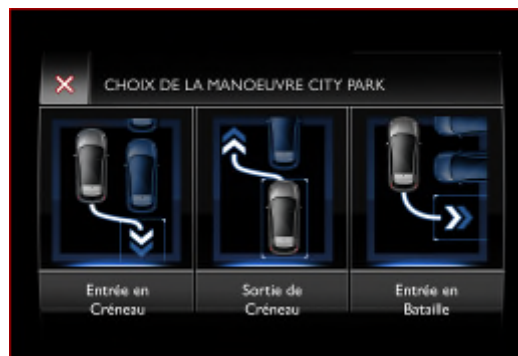 CHOIX DE LA MANOEUVRE CITY PARK
Entrée en
Créneau
Sortie de
Créneau
Entrée en
Bataille